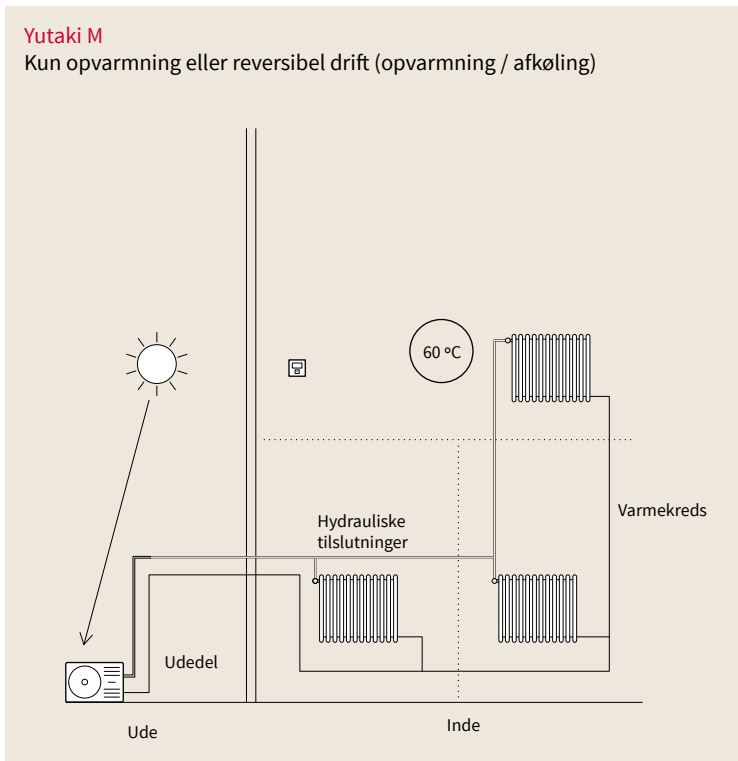 Yutaki M
Kun opvarmning eller reversibel drift (opvarmning / afkøling)
60 ºC
Varmekreds
Hydrauliske
tilslutninger
Udedel
Ude
Inde